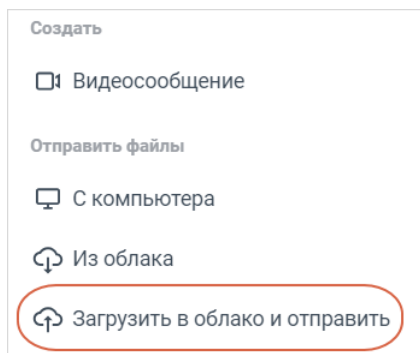 Создать
Видеосообщение
Отправить файлы
С компьютера
Из облака
Загрузить в облако и отправить